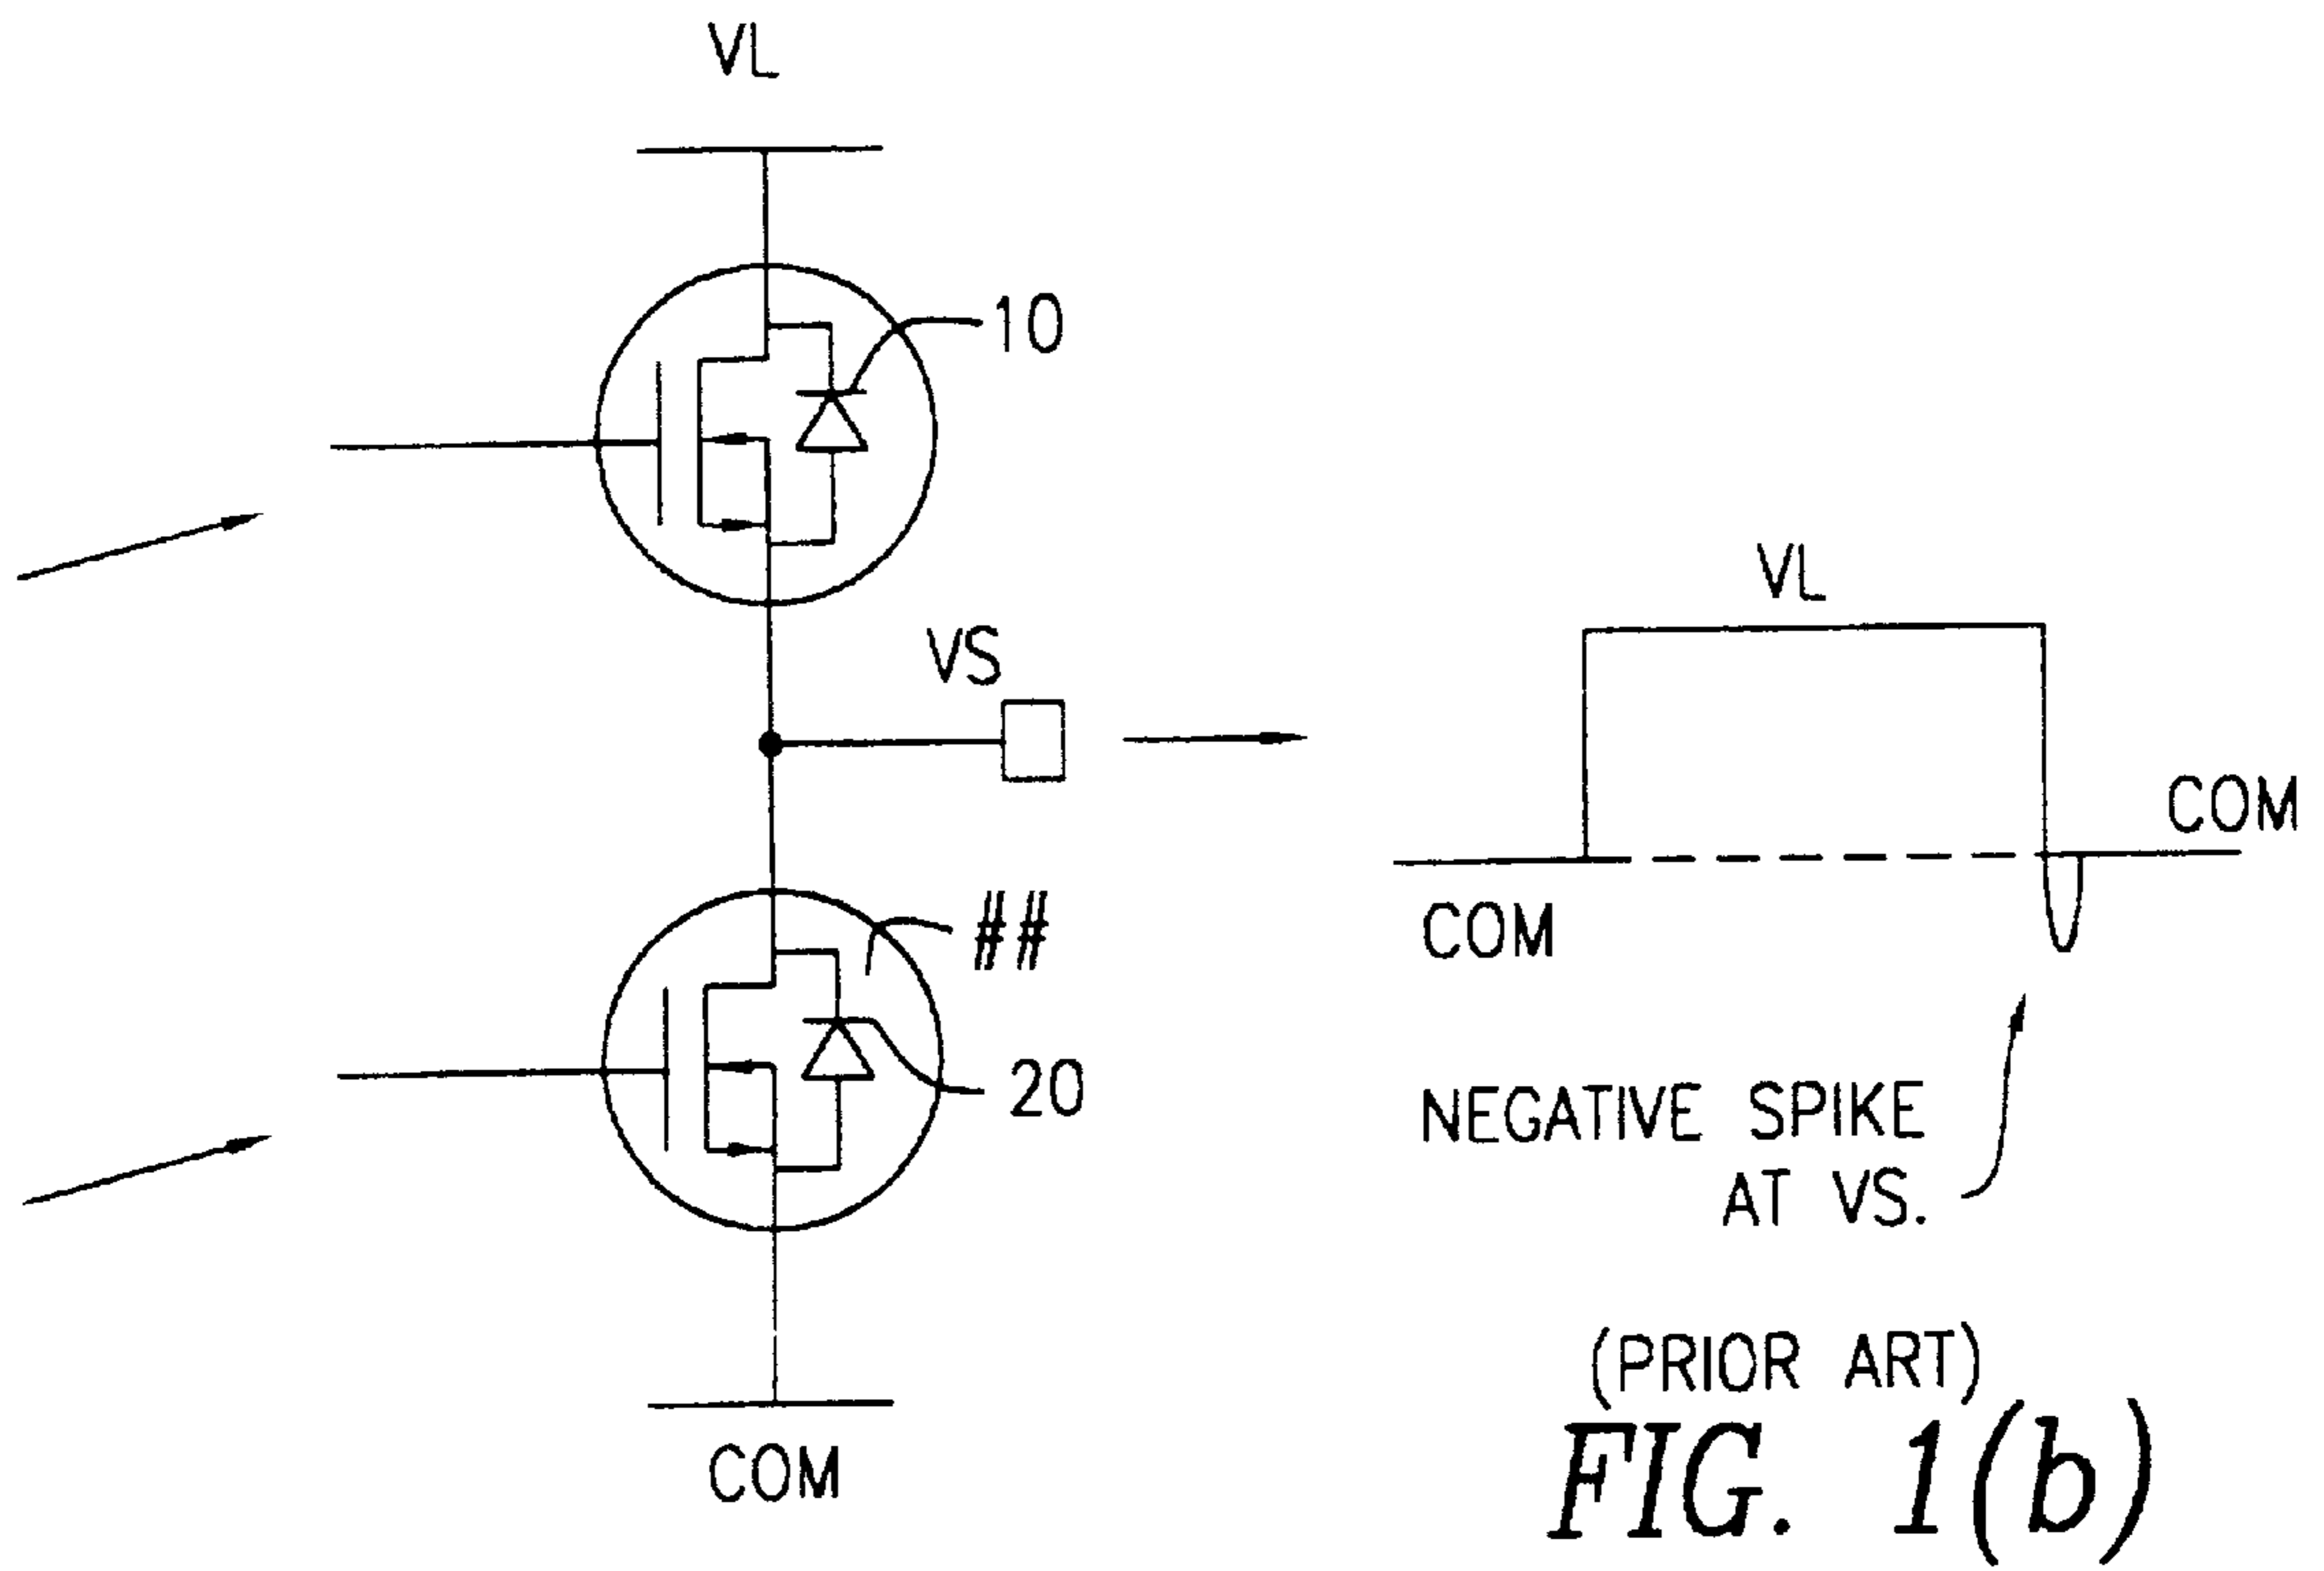 VL
10
VS
VL
COM
COM
##
20
NEGATIVE SPIKE
AT VS.
COM
(PRIOR ART)
FIG. 1(b)